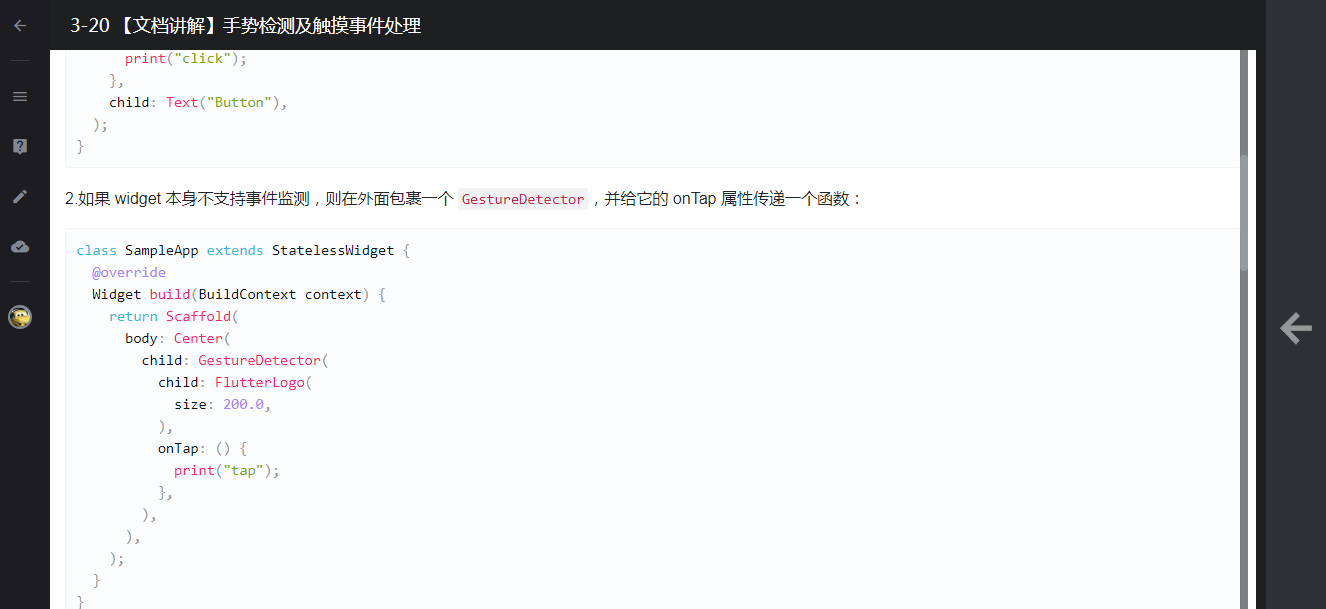 3-20 【文档讲解】手势检测及触摸事件处理
print("click");
},
child: Text("Button"),
);
}
2.如果 widget 本身不支持事件监测，则在外面包裹一个 GestureDetector ，并给它的 onTap 属性传递一个函数：
class SampleApp extends StatelessWidget {
@override
Widget build(BuildContext context) {
return Scaffold(
body: Center(
child: GestureDetector(
child: FlutterLogo(
size: 200.0,
),
onTap: () {
print("tap");
},
),
),
);
}
}